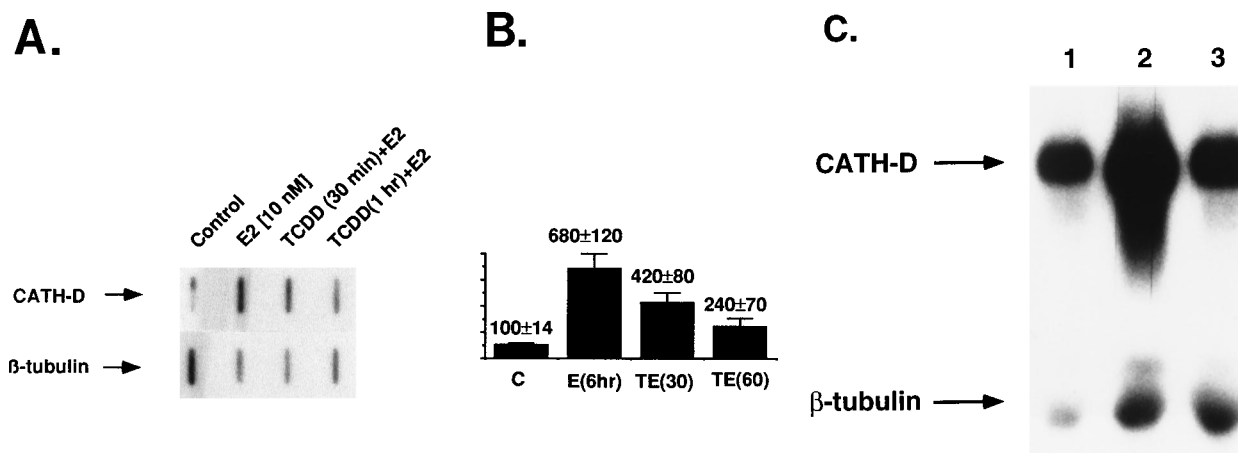 A.
Control
E2 [10 nM]
TCDD (30 min)+E2
TCDD(1 hr)+E2
CATH-D
ß-tubulin
B.
680±120
420±80
240±70
100±14
C
E(6hr)
TE(30)
TE(60)
C.
1 2 3
CATH-D
β-tubulin